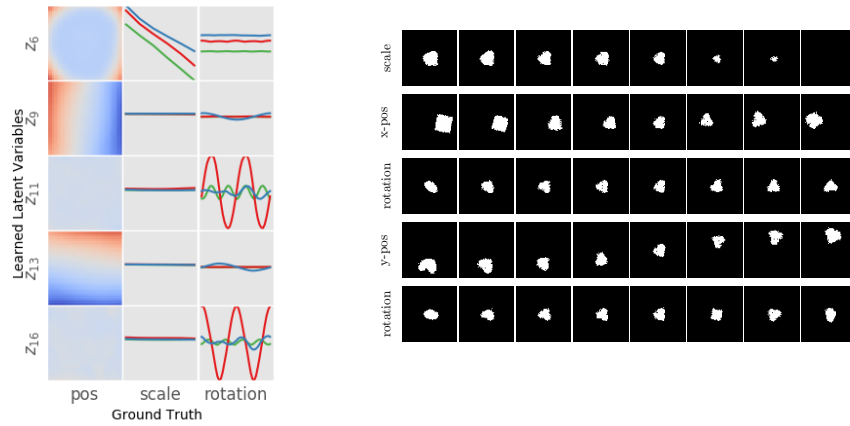 Learned Latent Variables
Z6
Z9
Z11
Z13
Z16
pos scale rotation
Ground Truth
scale
x-pos
rotation
y-pos
rotation